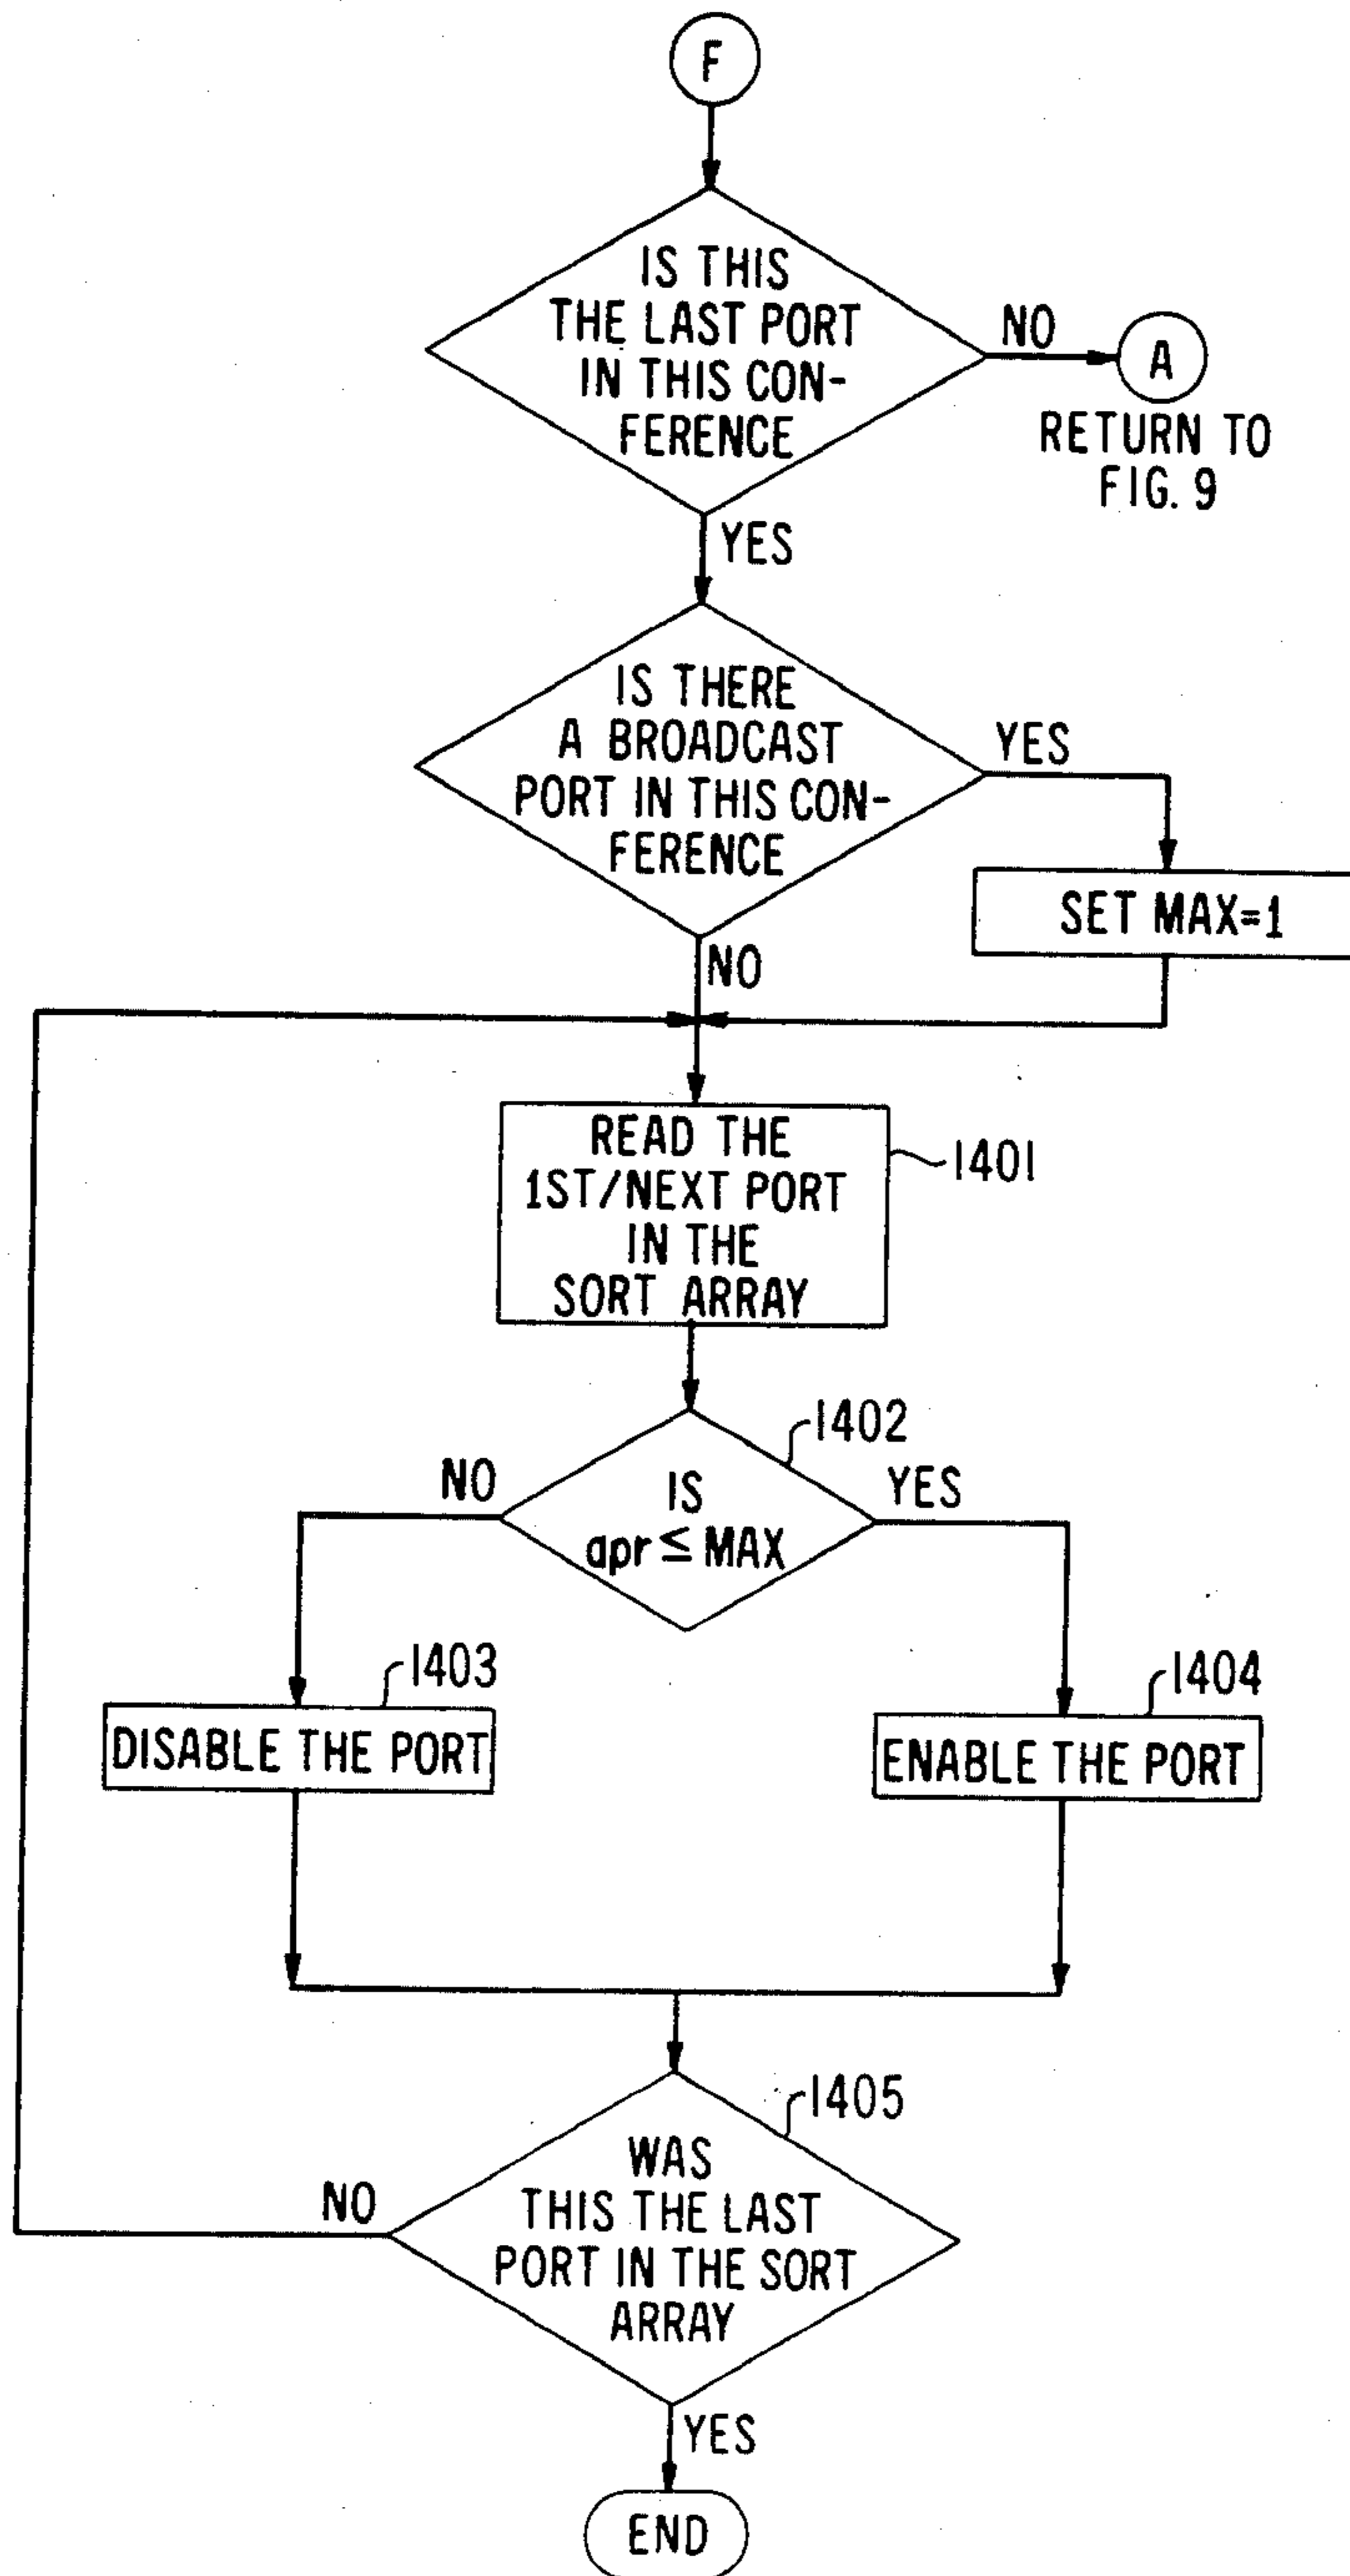 F
IS THIS
THE LAST PORT
IN THIS CON-
FERENCE
NO
A
RETURN TO
FIG. 9
YES
IS THERE
A BROADCAST
PORT IN THIS CON-
FERENCE
YES
SET MAX=1
NO
READ THE
1ST/NEXT PORT
IN THE
SORT ARRAY
1401
1402
NO
IS
apr ≤ MAX
YES
1403
DISABLE THE PORT
1404
ENABLE THE PORT
1405
WAS
THIS THE LAST
PORT IN THE SORT
ARRAY
NO
YES
END